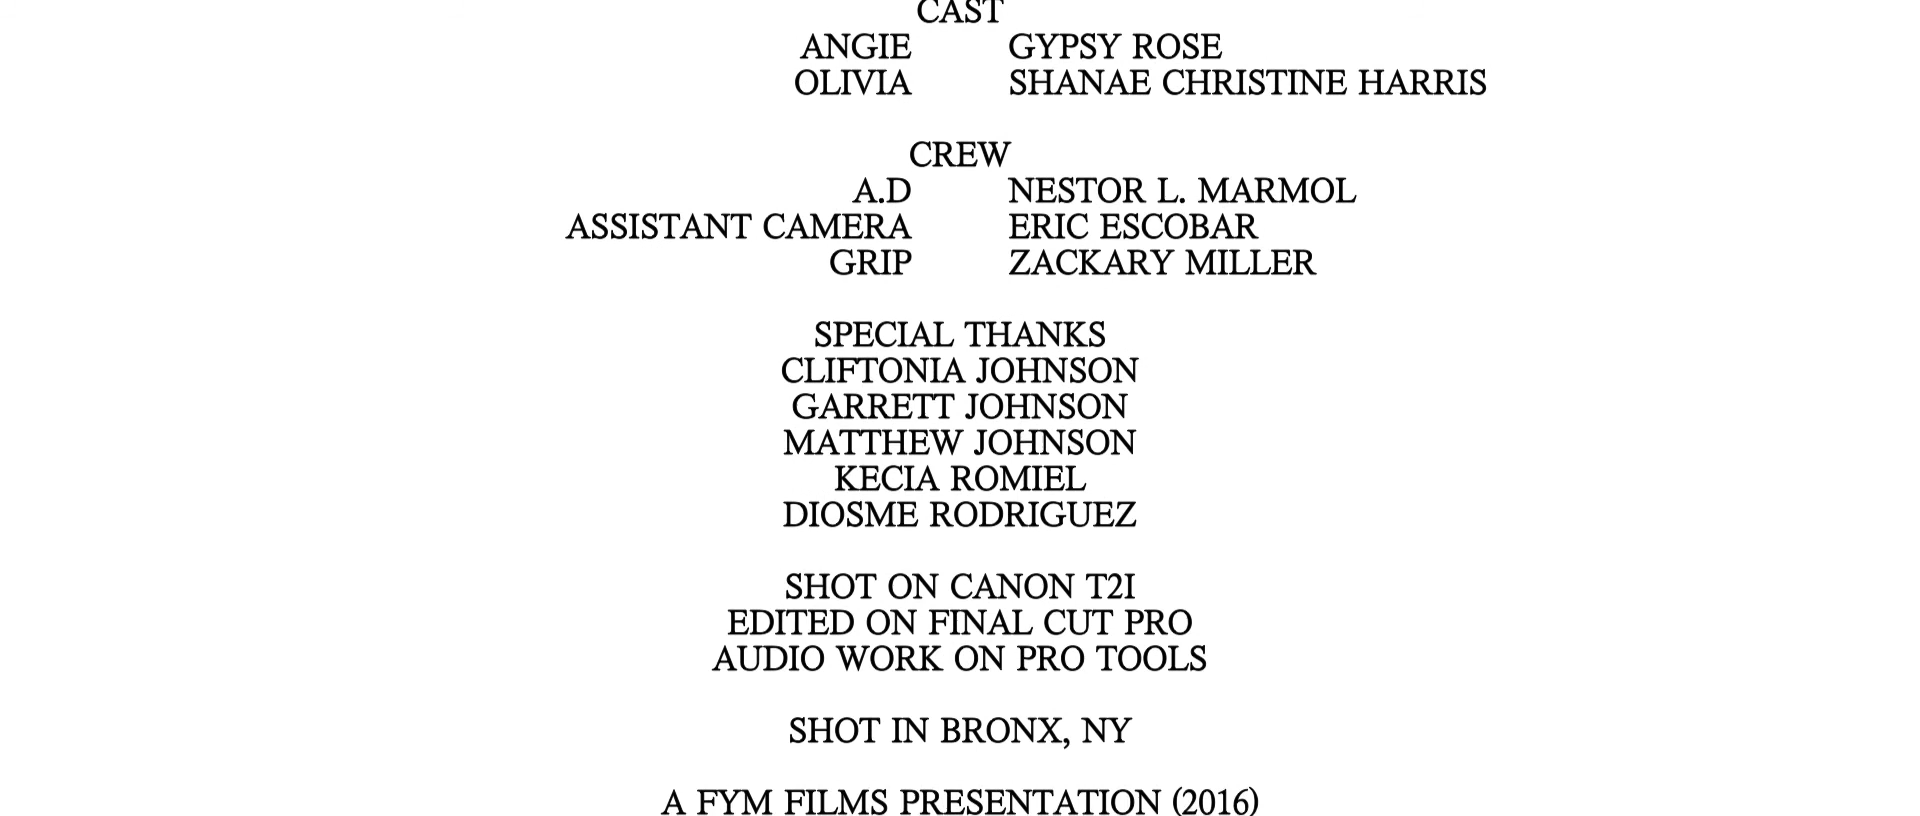 CAST
ANGIE GYPSY ROSE
OLIVIA SHANAE CHRISTINE HARRIS
CREW
A.D NESTOR L. MARMOL
ASSISTANT CAMERA ERIC ESCOBAR
GRIP ZACKARY MILLER
SPECIAL THANKS
CLIFTONIA JOHNSON
GARRETT JOHNSON
MATTHEW JOHNSON
KECIA ROMIEL
DIOSME RODRIGUEZ
SHOT ON CANON T2I
EDITED ON FINAL CUT PRO
AUDIO WORK ON PRO TOOLS
SHOT IN BRONX, NY
A FYM FILMS PRESENTATION (2016)